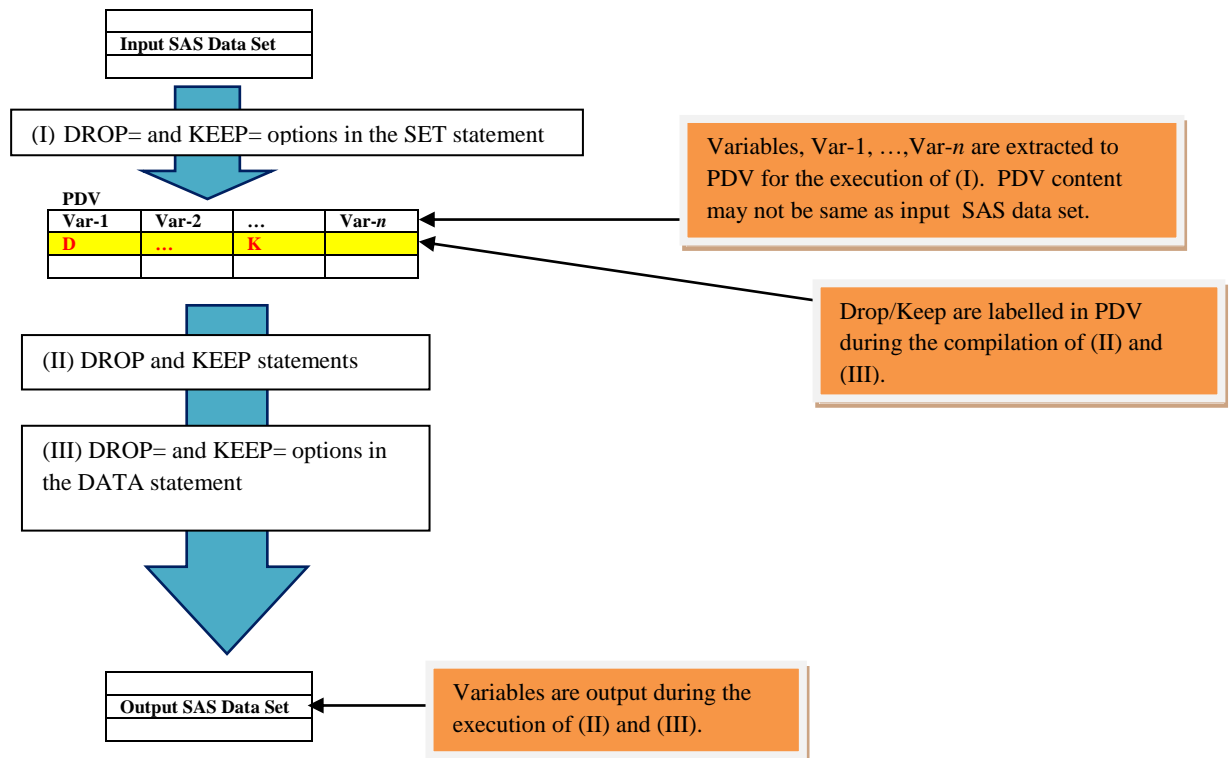 Input SAS Data Set
(I) DROP= and KEEP= options in the SET statement
Variables, Var-1, …,Var-n are extracted to
PDV for the execution of (I). PDV content
may not be same as input SAS data set.
PDV
Var-1 Var-2 … Var-n
D … K
Drop/Keep are labelled in PDV
during the compilation of (II) and
(III).
(II) DROP and KEEP statements
(III) DROP= and KEEP= options in
the DATA statement
Variables are output during the
execution of (II) and (III).
Output SAS Data Set